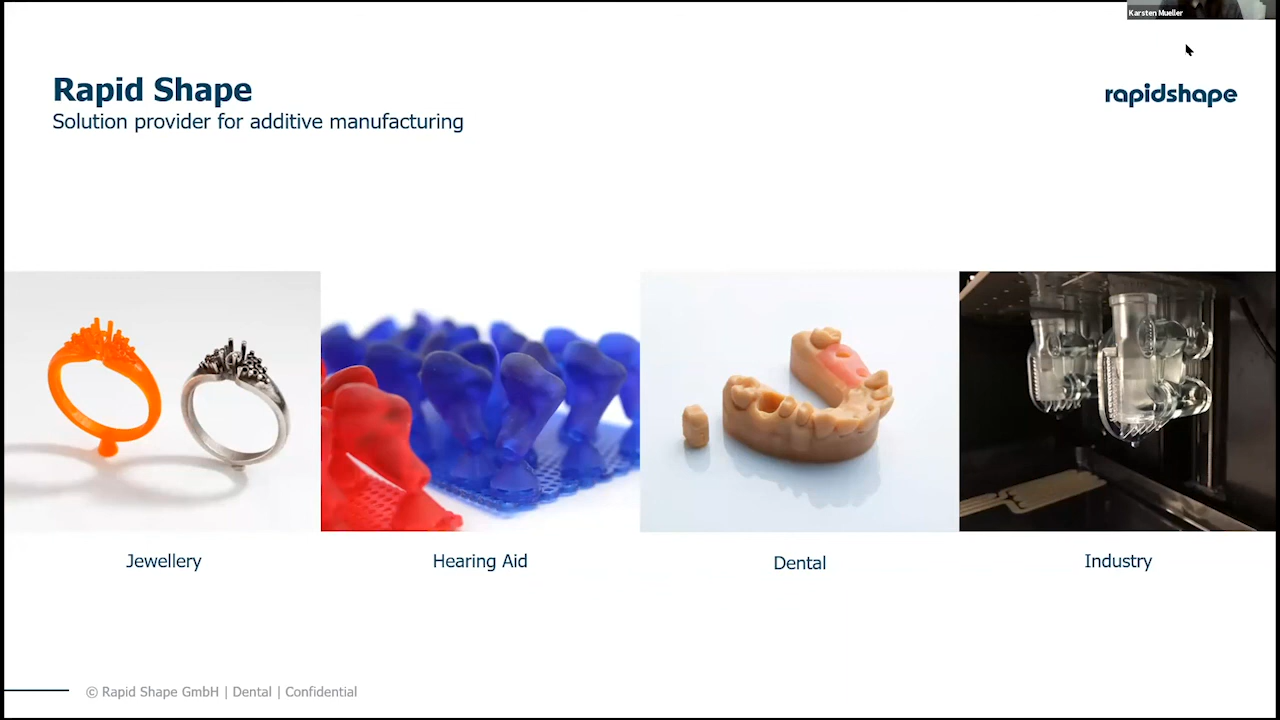 Karsten Mueller
Rapid Shape
Solution provider for additive manufacturing
rapidshape
Jewellery
Hearing Aid
Dental
Industry
© Rapid Shape GmbH | Dental | Confidential